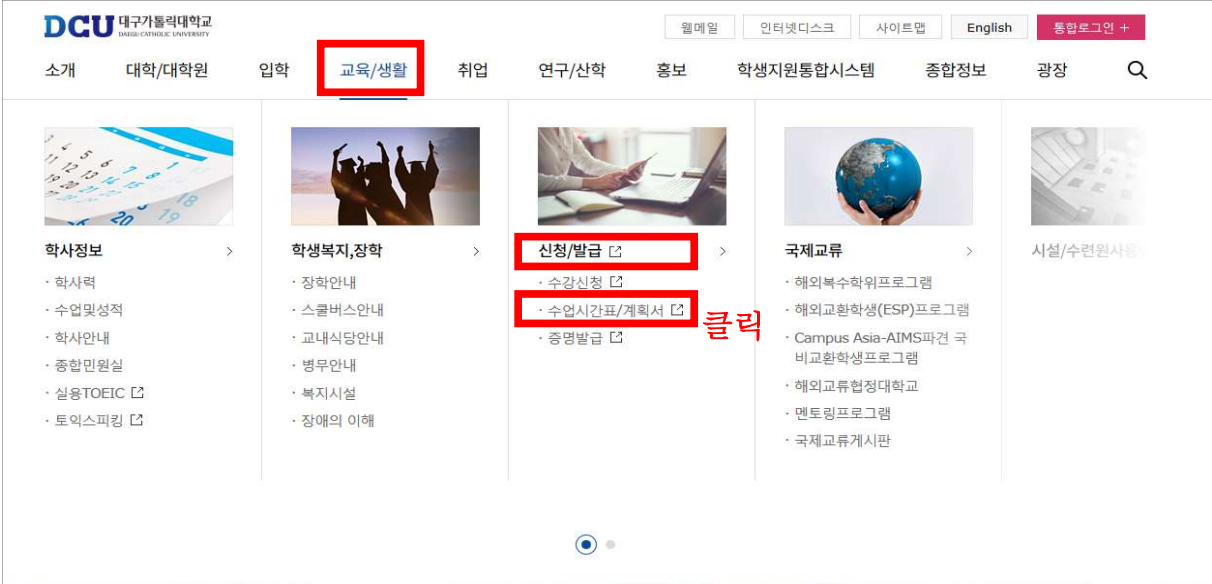 DCU 대구가톨릭대학교
DAEGU CATHOLIC UNIVERSITY
웹메일 인터넷디스크 사이트맵 English 통합로그인 +
소개 대학/대학원 입학 교육/생활 취업 연구/산학 홍보 학생지원통합시스템 종합정보 광장
학사정보
· 학사력
· 수업및성적
· 학사안내
· 종합민원실
· 실용TOEIC
· 토익스피킹
학생복지,장학
· 장학안내
· 스쿨버스안내
· 교내식당안내
· 병무안내
· 복지시설
· 장애의 이해
신청/발급
· 수강신청
· 수업시간표/계획서
클릭
· 증명발급
국제교류
· 해외복수학위프로그램
· 해외교환학생(ESP)프로그램
· Campus Asia-AIMS파견 국
비교환학생프로그램
· 해외교류협정대학교
· 멘토링프로그램
· 국제교류게시판
시설/수련원사용